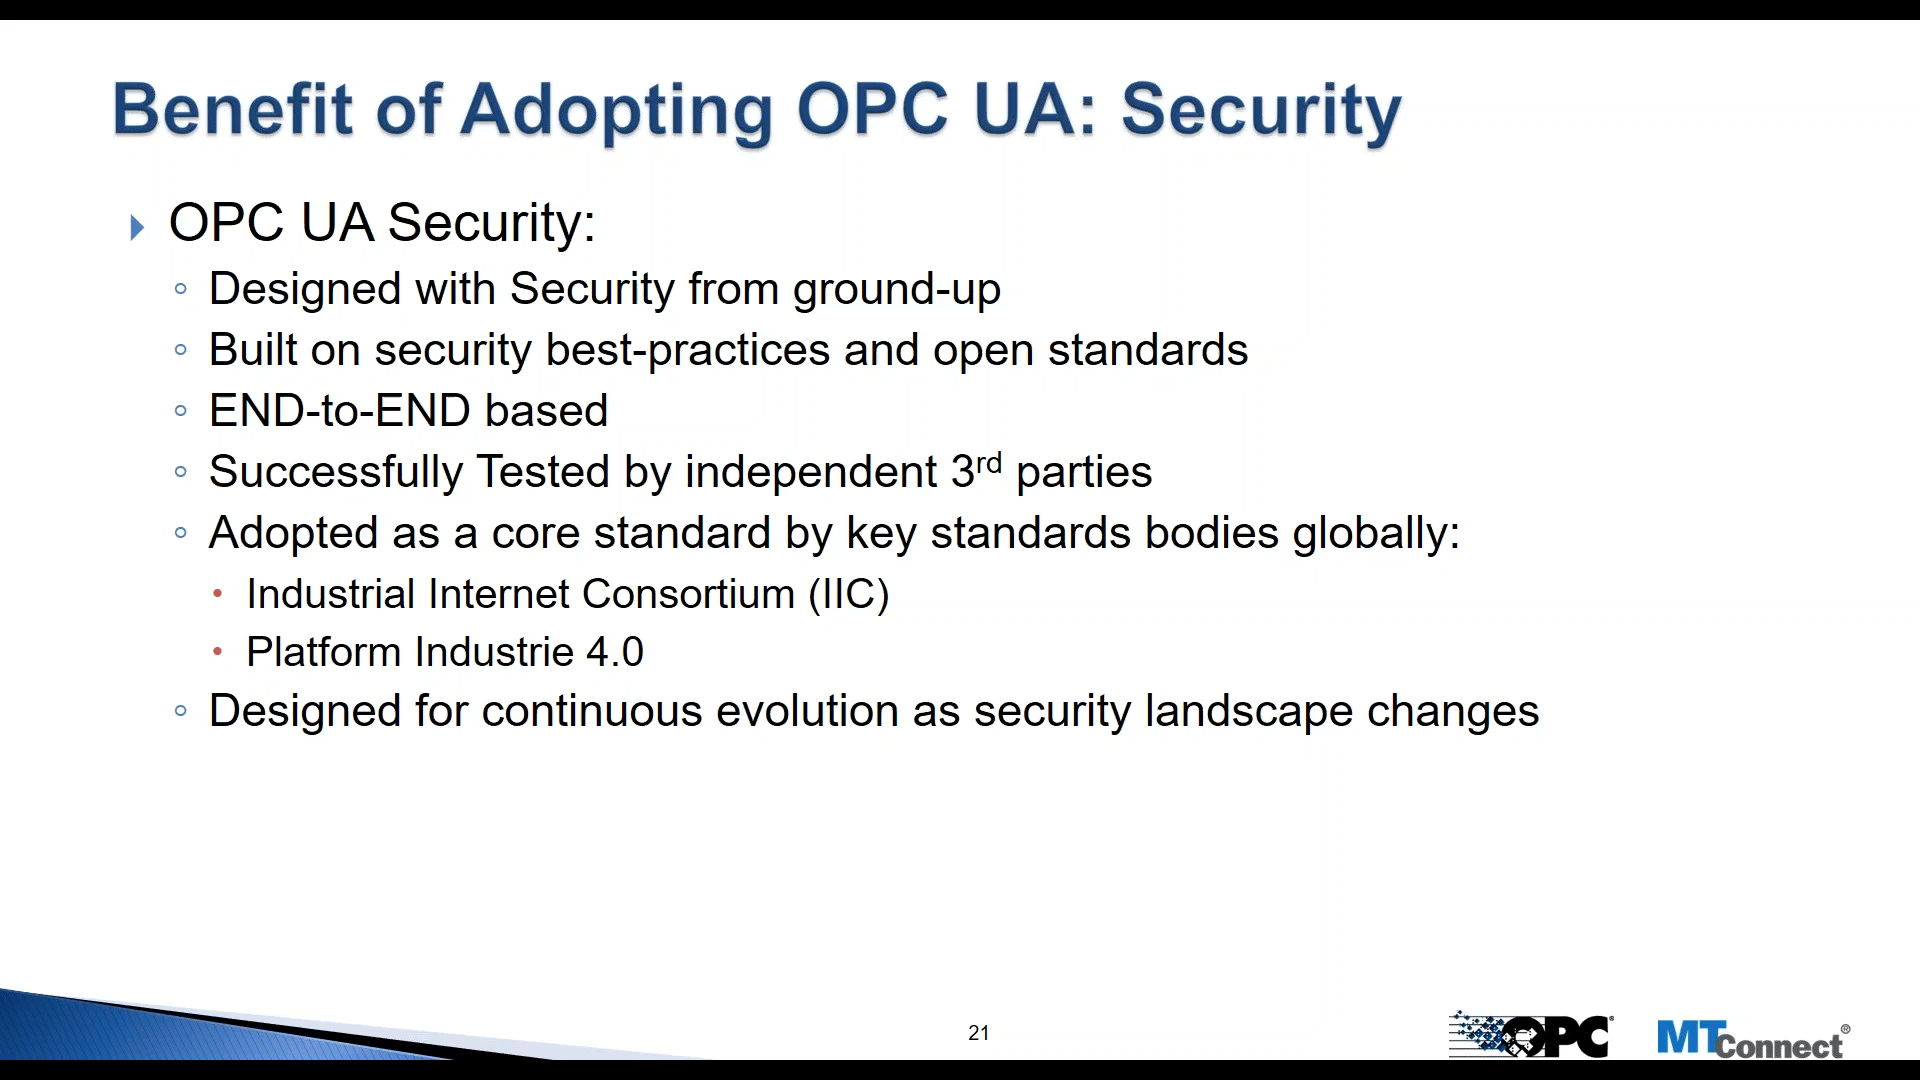 Benefit of Adopting OPC UA: Security
OPC UA Security:
Designed with Security from ground-up
Built on security best-practices and open standards
END-to-END based
Successfully Tested by independent 3rd parties
Adopted as a core standard by key standards bodies globally:
Industrial Internet Consortium (IIC)
Platform Industrie 4.0
Designed for continuous evolution as security landscape changes
21
OPC
MTConnect®